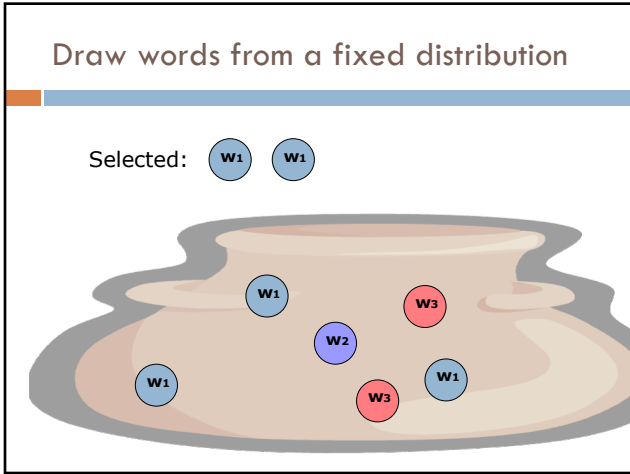 Draw words from a fixed distribution
Selected: w1 w1
w1
w3
w2
w1
w1
w3